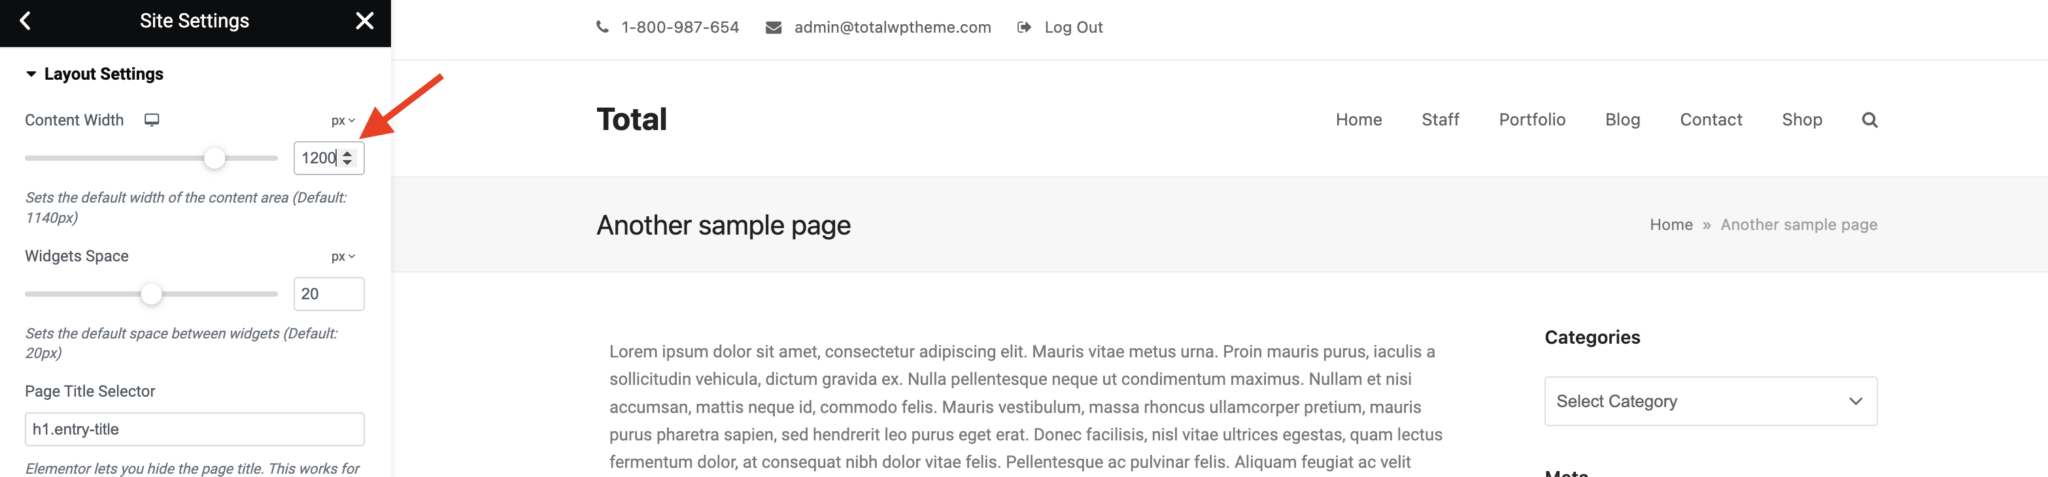 Site Settings
Layout Settings
Content Width
px
1200
Sets the default width of the content area (Default:
1140px)
Widgets Space
px
20
Sets the default space between widgets (Default:
20px)
Page Title Selector
h1.entry-title
Elementor lets you hide the page title. This works for
1-800-987-654
admin@totalwptheme.com
Log Out
Total
Home Staff Portfolio Blog Contact Shop
Another sample page
Home » Another sample page
Lorem ipsum dolor sit amet, consectetur adipiscing elit. Mauris vitae metus urna. Proin mauris purus, iaculis a
sollicitudin vehicula, dictum gravida ex. Nulla pellentesque neque ut condimentum maximus. Nullam et nisi
accumsan, mattis neque id, commodo felis. Mauris vestibulum, massa rhoncus ullamcorper pretium, mauris
purus pharetra sapien, sed hendrerit leo purus eget erat. Donec facilisis, nisl vitae ultrices egestas, quam lectus
fermentum dolor, at consequat nibh dolor vitae felis. Pellentesque ac pulvinar felis. Aliquam feugiat ac velit
Categories
Select Category